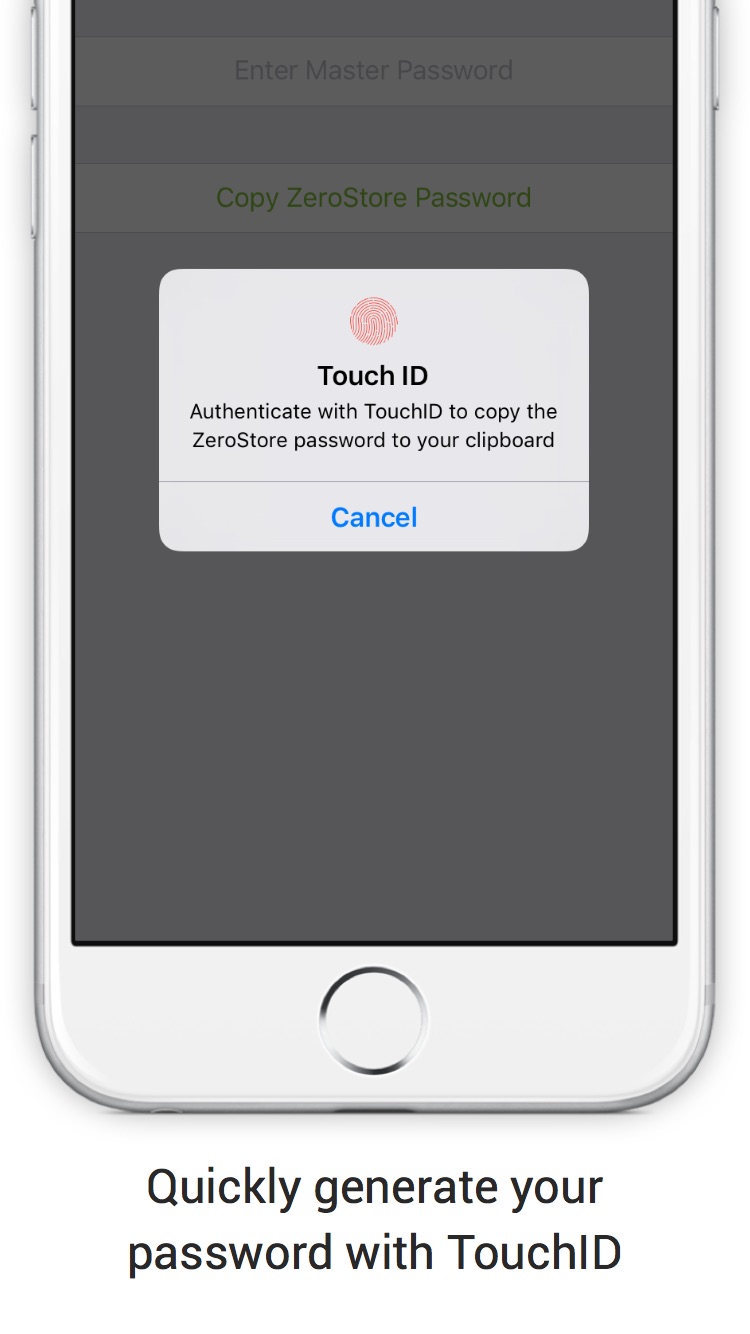 Enter Master Password
Copy ZeroStore Password
Touch ID
Authenticate with TouchID to copy the
ZeroStore password to your clipboard
Cancel
Quickly generate your
password with TouchID